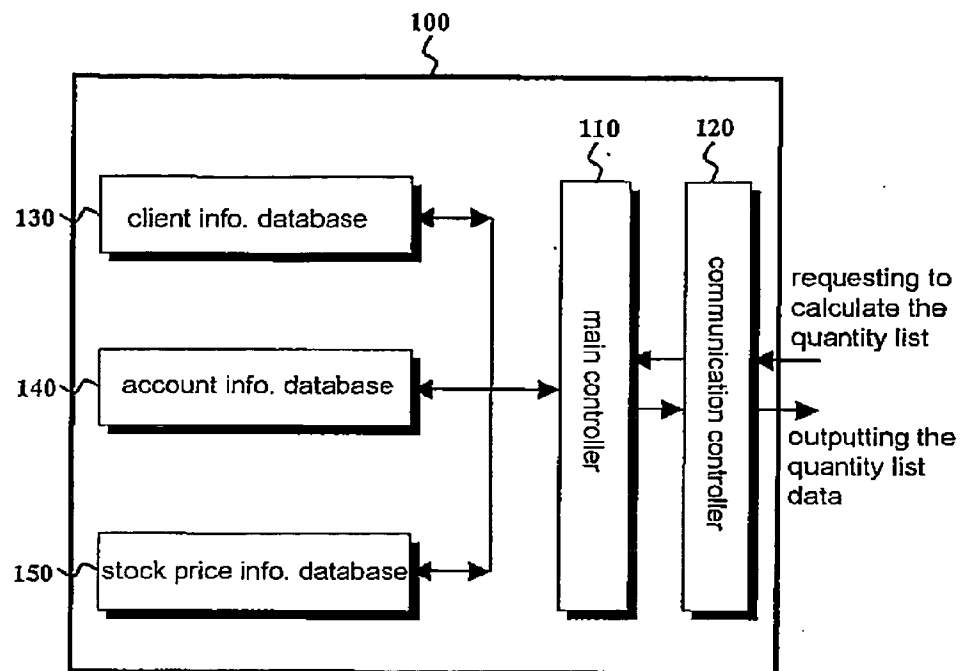 100
110
120
130
client info. database
140
account info. database
150
stock price info. database
main controller
communication controller
requesting to
calculate the
quantity list
outputting the
quantity list
data